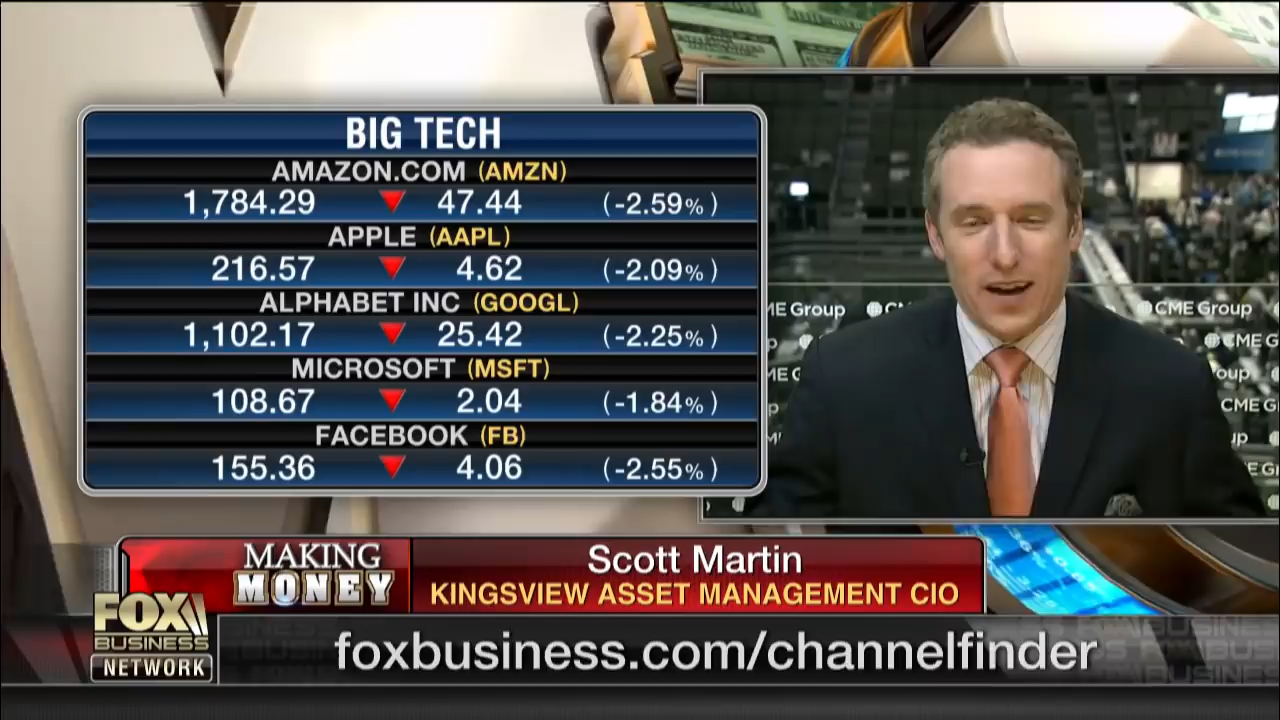 BIG TECH
AMAZON.COM (AMZN)
1,784.29 ▼ 47.44 (-2.59%)
APPLE (AAPL)
216.57 ▼ 4.62 (-2.09%)
ALPHABET INC (GOOGL)
1,102.17 ▼ 25.42 (-2.25%)
MICROSOFT (MSFT)
108.67 ▼ 2.04 (-1.84%)
FACEBOOK (FB)
155.36 ▼ 4.06 (-2.55%)
CME Group
CME Group
MAKING
MONEY
Scott Martin
KINGSVIEW ASSET MANAGEMENT CIO
FOX
BUSINESS
NETWORK
foxbusiness.com/channelfinder